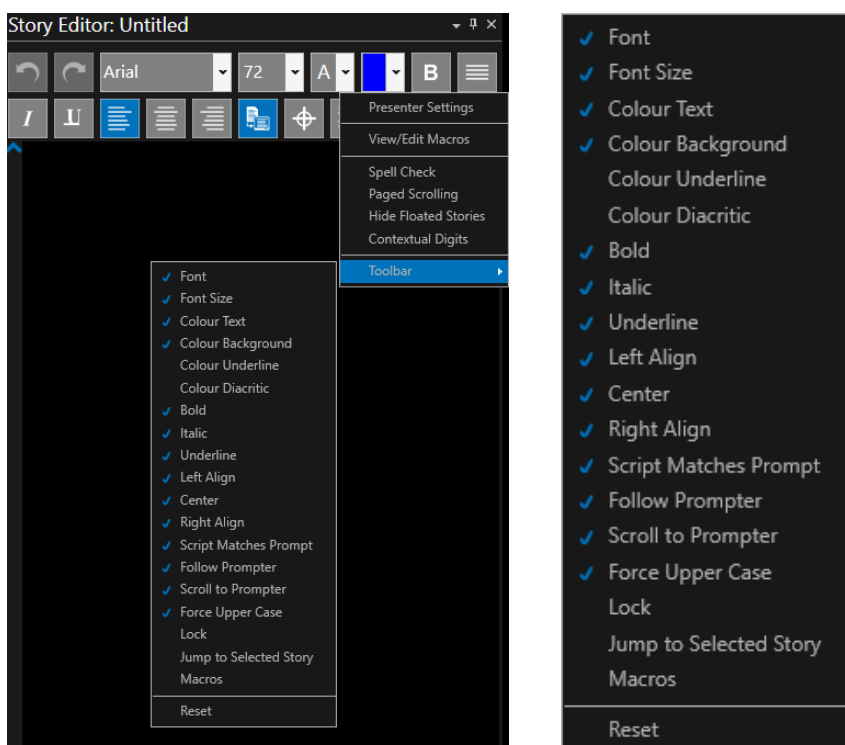 Story Editor: Untitled
Arial
72
A
B
I
U
Presenter Settings
View/Edit Macros
Spell Check
Paged Scrolling
Hide Floated Stories
Contextual Digits
Toolbar
Font
Font Size
Colour Text
Colour Background
Colour Underline
Colour Diacritic
Bold
Italic
Underline
Left Align
Center
Right Align
Script Matches Prompt
Follow Prompter
Scroll to Prompter
Force Upper Case
Lock
Jump to Selected Story
Macros
Reset
Font
Font Size
Colour Text
Colour Background
Colour Underline
Colour Diacritic
Bold
Italic
Underline
Left Align
Center
Right Align
Script Matches Prompt
Follow Prompter
Scroll to Prompter
Force Upper Case
Lock
Jump to Selected Story
Macros
Reset